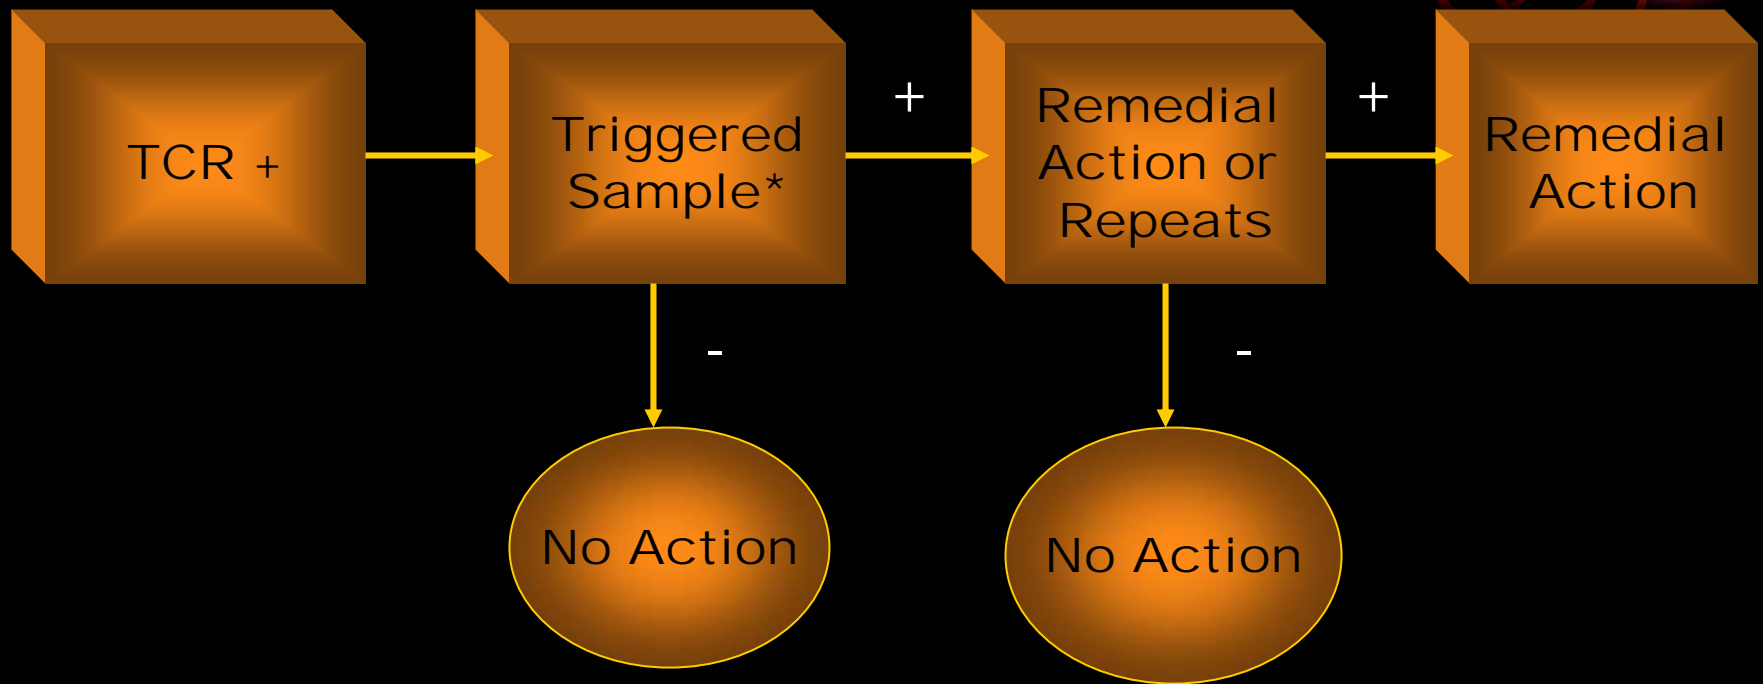 TCR +
Triggered
Sample*
+
Remedial
Action or
Repeats
+
Remedial
Action
-
-
No Action
No Action